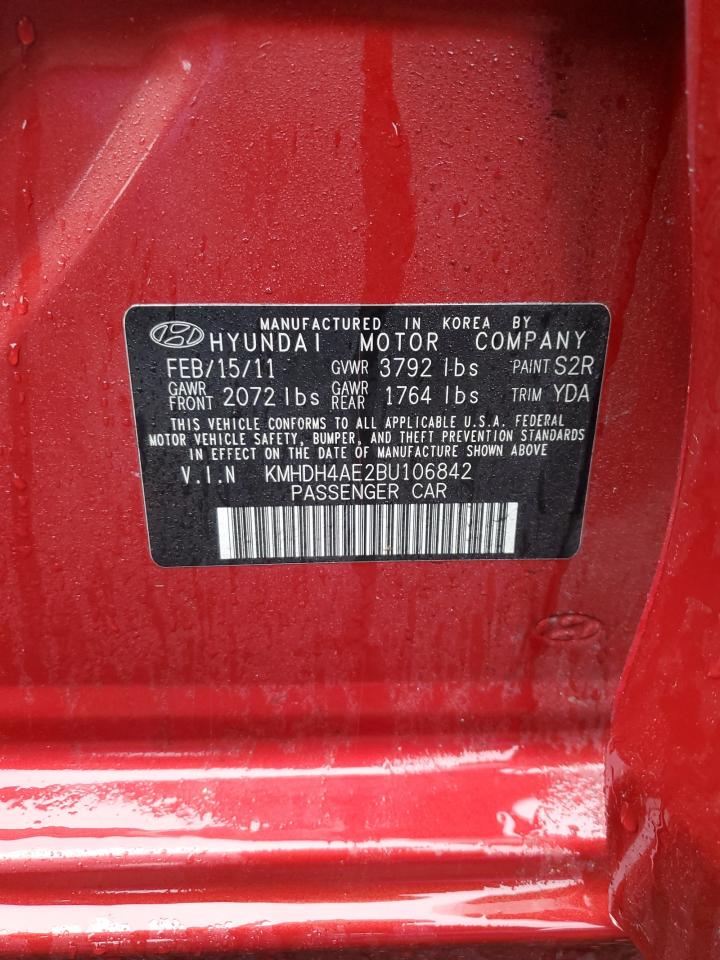 MANUFACTURED IN KOREA BY
HYUNDAI MOTOR COMPANY
FEB/15/11 GVWR 3792 lbs PAINT S2R
GAWR FRONT 2072 lbs GAWR REAR 1764 lbs TRIM YDA
THIS VEHICLE CONFORMS TO ALL APPLICABLE U.S.A. FEDERAL
MOTOR VEHICLE SAFETY, BUMPER, AND THEFT PREVENTION STANDARDS
IN EFFECT ON THE DATE OF MANUFACTURE SHOWN ABOVE
V.I.N KMHDH4AE2BU106842
PASSENGER CAR